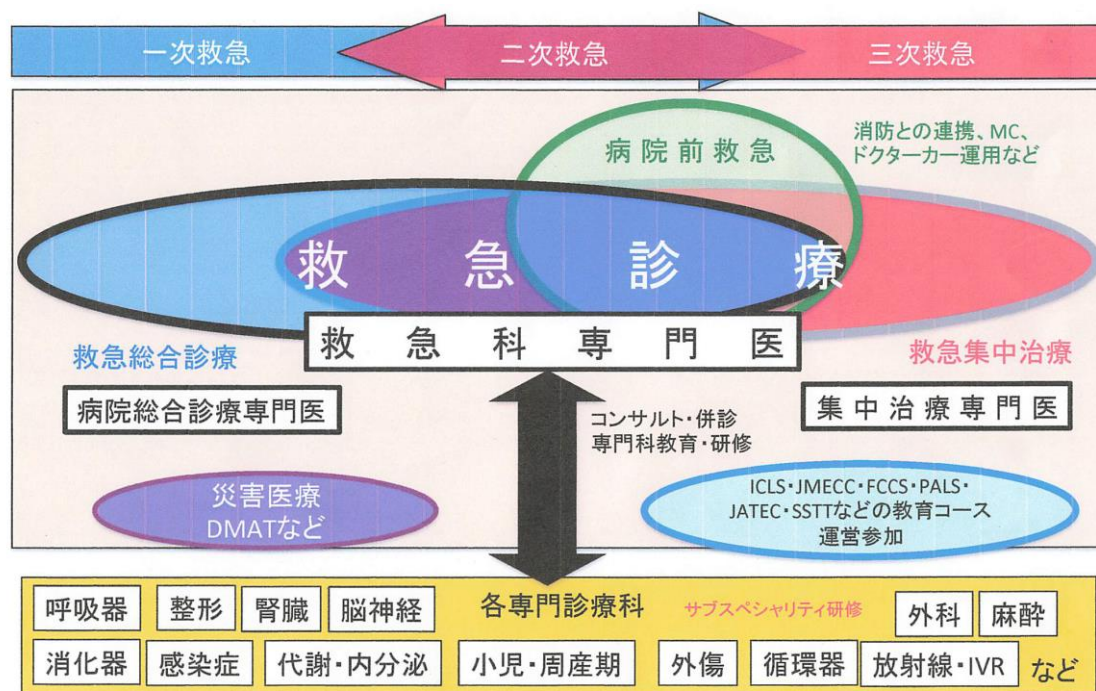 一次救急
二次救急
三次救急
病院前救急
消防との連携、MC、
ドクターカー運用など
救急診療
救急科専門医
救急総合診療
救急集中治療
病院総合診療専門医
集中治療専門医
コンサルト・併診
専門科教育・研修
災害医療
DMATなど
ICLS・JMECC・FCCS・PALS・
JATEC・SSTTなどの教育コース
運営参加
呼吸器
整形
腎臓
脳神経
各専門診療科
サブスペシャリティ研修
外科
麻酔
消化器
感染症
代謝・内分泌
小児・周産期
外傷
循環器
放射線・IVR
など